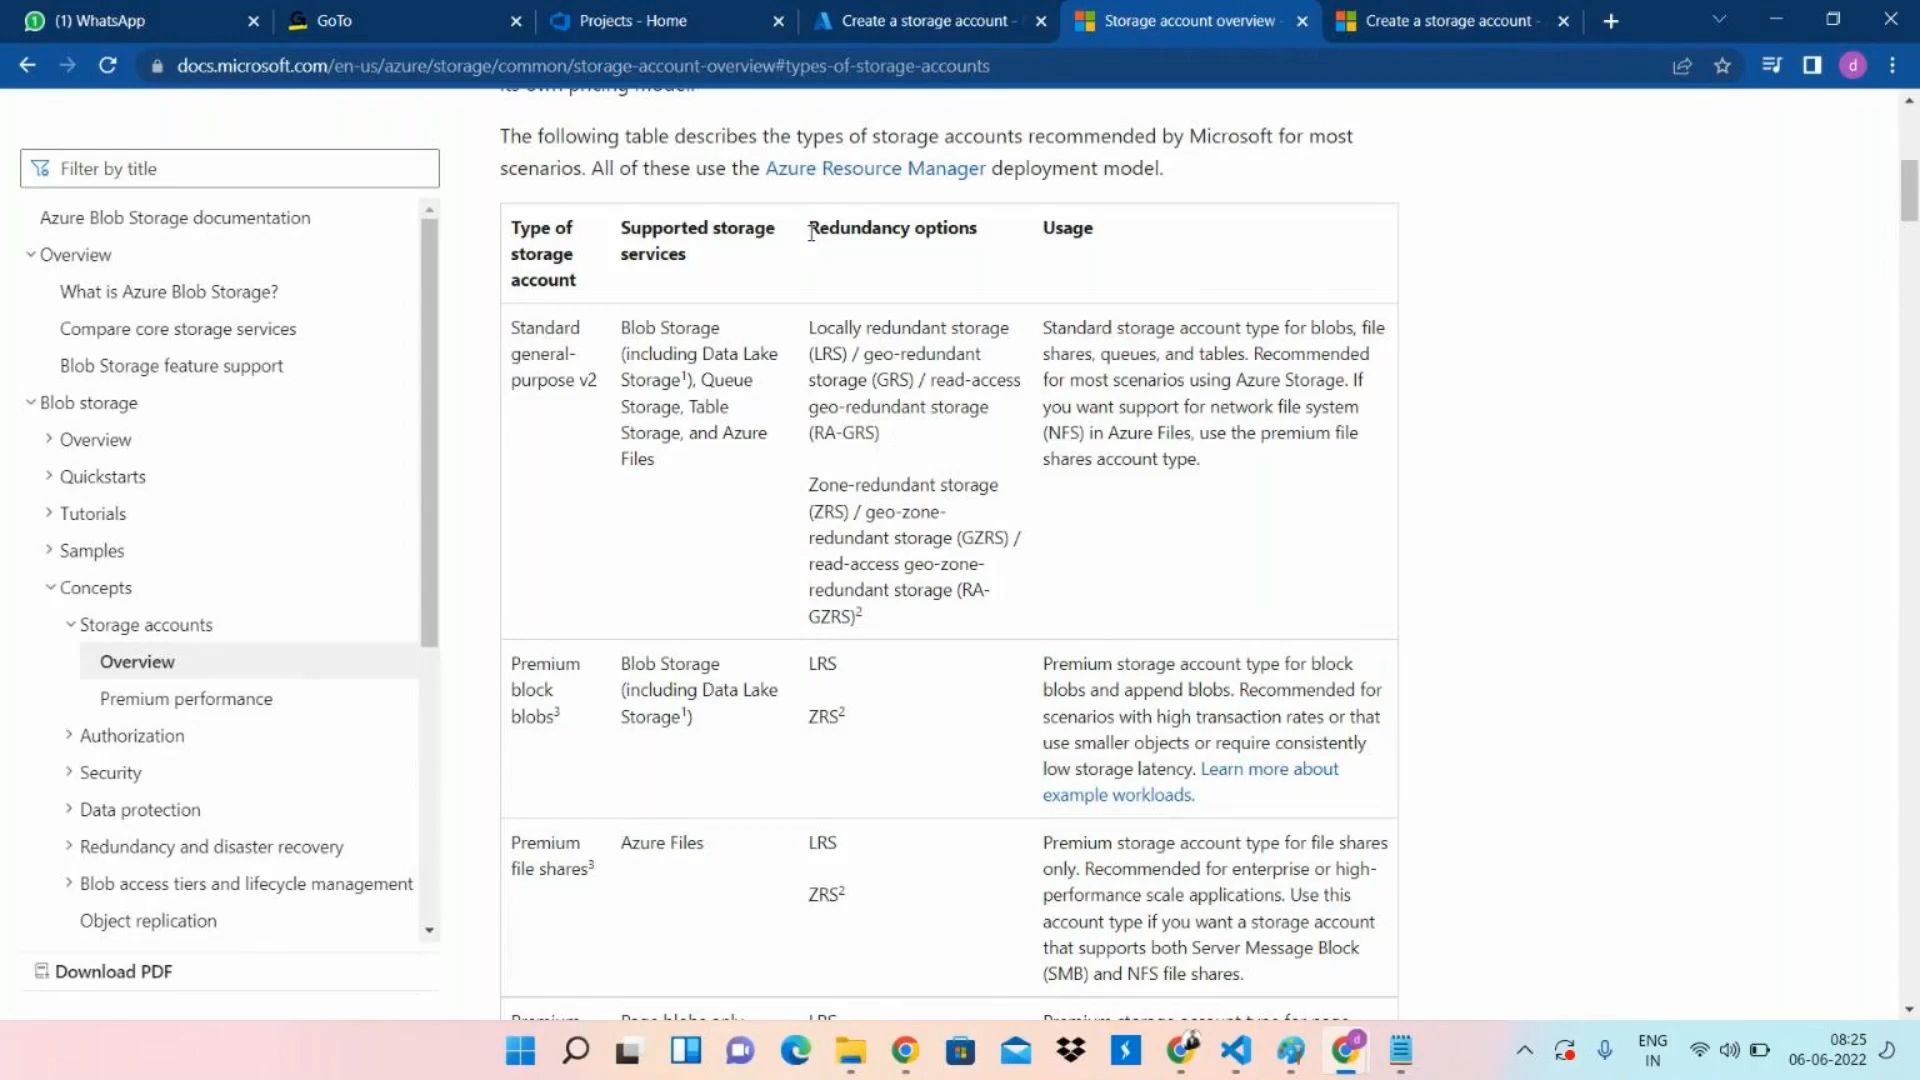 (1) WhatsApp
GoTo
Projects - Home
Create a storage account -
Storage account overview
Create a storage account -
docs.microsoft.com/en-us/azure/storage/common/storage-account-overview#types-of-storage-accounts
d
Filter by title
Azure Blob Storage documentation
Overview
What is Azure Blob Storage?
Compare core storage services
Blob Storage feature support
Blob storage
Overview
Quickstarts
Tutorials
Samples
Concepts
Storage accounts
Overview
Premium performance
Authorization
Security
Data protection
Redundancy and disaster recovery
Blob access tiers and lifecycle management
Object replication
Download PDF
its own pricing model.
The following table describes the types of storage accounts recommended by Microsoft for most
scenarios. All of these use the Azure Resource Manager deployment model.
Type of
storage
account
Supported storage
services
Redundancy options
Usage
Standard
general-
purpose v2
Blob Storage
(including Data Lake
Storage¹), Queue
Storage, Table
Storage, and Azure
Files
Locally redundant storage
(LRS) / geo-redundant
storage (GRS) / read-access
geo-redundant storage
(RA-GRS)
Zone-redundant storage
(ZRS) / geo-zone-
redundant storage (GZRS) /
read-access geo-zone-
redundant storage (RA-
GZRS)²
Standard storage account type for blobs, file
shares, queues, and tables. Recommended
for most scenarios using Azure Storage. If
you want support for network file system
(NFS) in Azure Files, use the premium file
shares account type.
Premium
block
blobs³
Blob Storage
(including Data Lake
Storage¹)
LRS
ZRS²
Premium storage account type for block
blobs and append blobs. Recommended for
scenarios with high transaction rates or that
use smaller objects or require consistently
low storage latency. Learn more about
example workloads.
Premium
file shares³
Azure Files
LRS
ZRS²
Premium storage account type for file shares
only. Recommended for enterprise or high-
performance scale applications. Use this
account type if you want a storage account
that supports both Server Message Block
(SMB) and NFS file shares.
Premium
Page blobs only
LRS
Premium storage account type for page
ENG
IN
08:25
06-06-2022